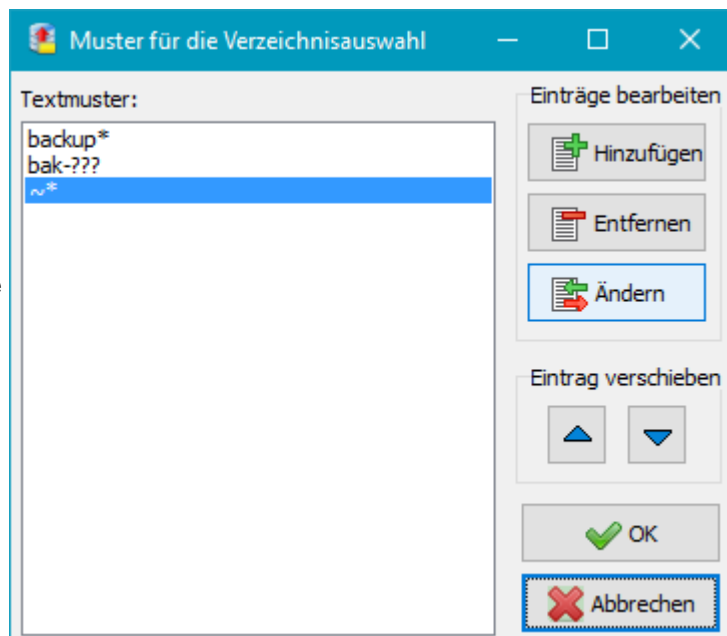 Muster für die Verzeichnisauswahl
Textmuster:
backup*
bak-???
~*
Einträge bearbeiten
Hinzufügen
Entfernen
Ändern
Eintrag verschieben
OK
Abbrechen